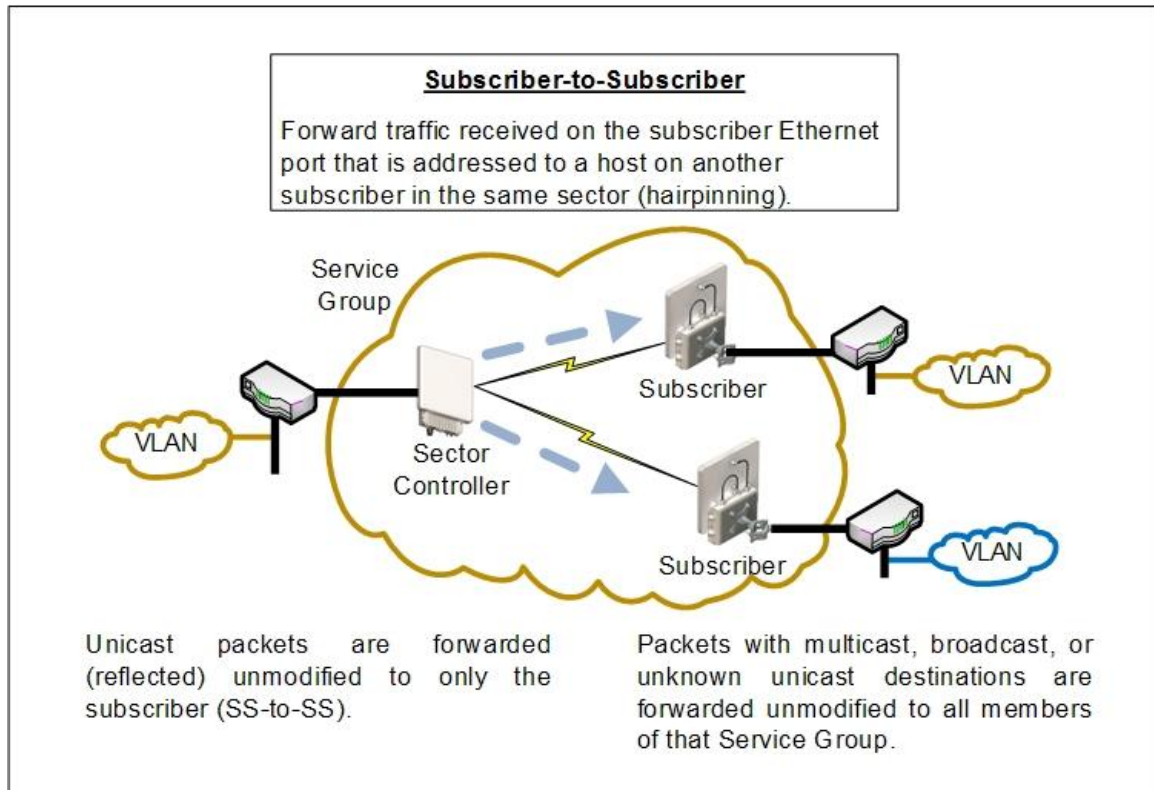 Subscriber-to-Subscriber
Forward traffic received on the subscriber Ethernet
port that is addressed to a host on another
subscriber in the same sector (hairpinning).
Service
Group
Subscriber
VLAN
VLAN
Sector
Controller
Subscriber
VLAN
Unicast packets are forwarded
(reflected) unmodified to only the
subscriber (SS-to-SS).
Packets with multicast, broadcast, or
unknown unicast destinations are
forwarded unmodified to all members
of that Service Group.